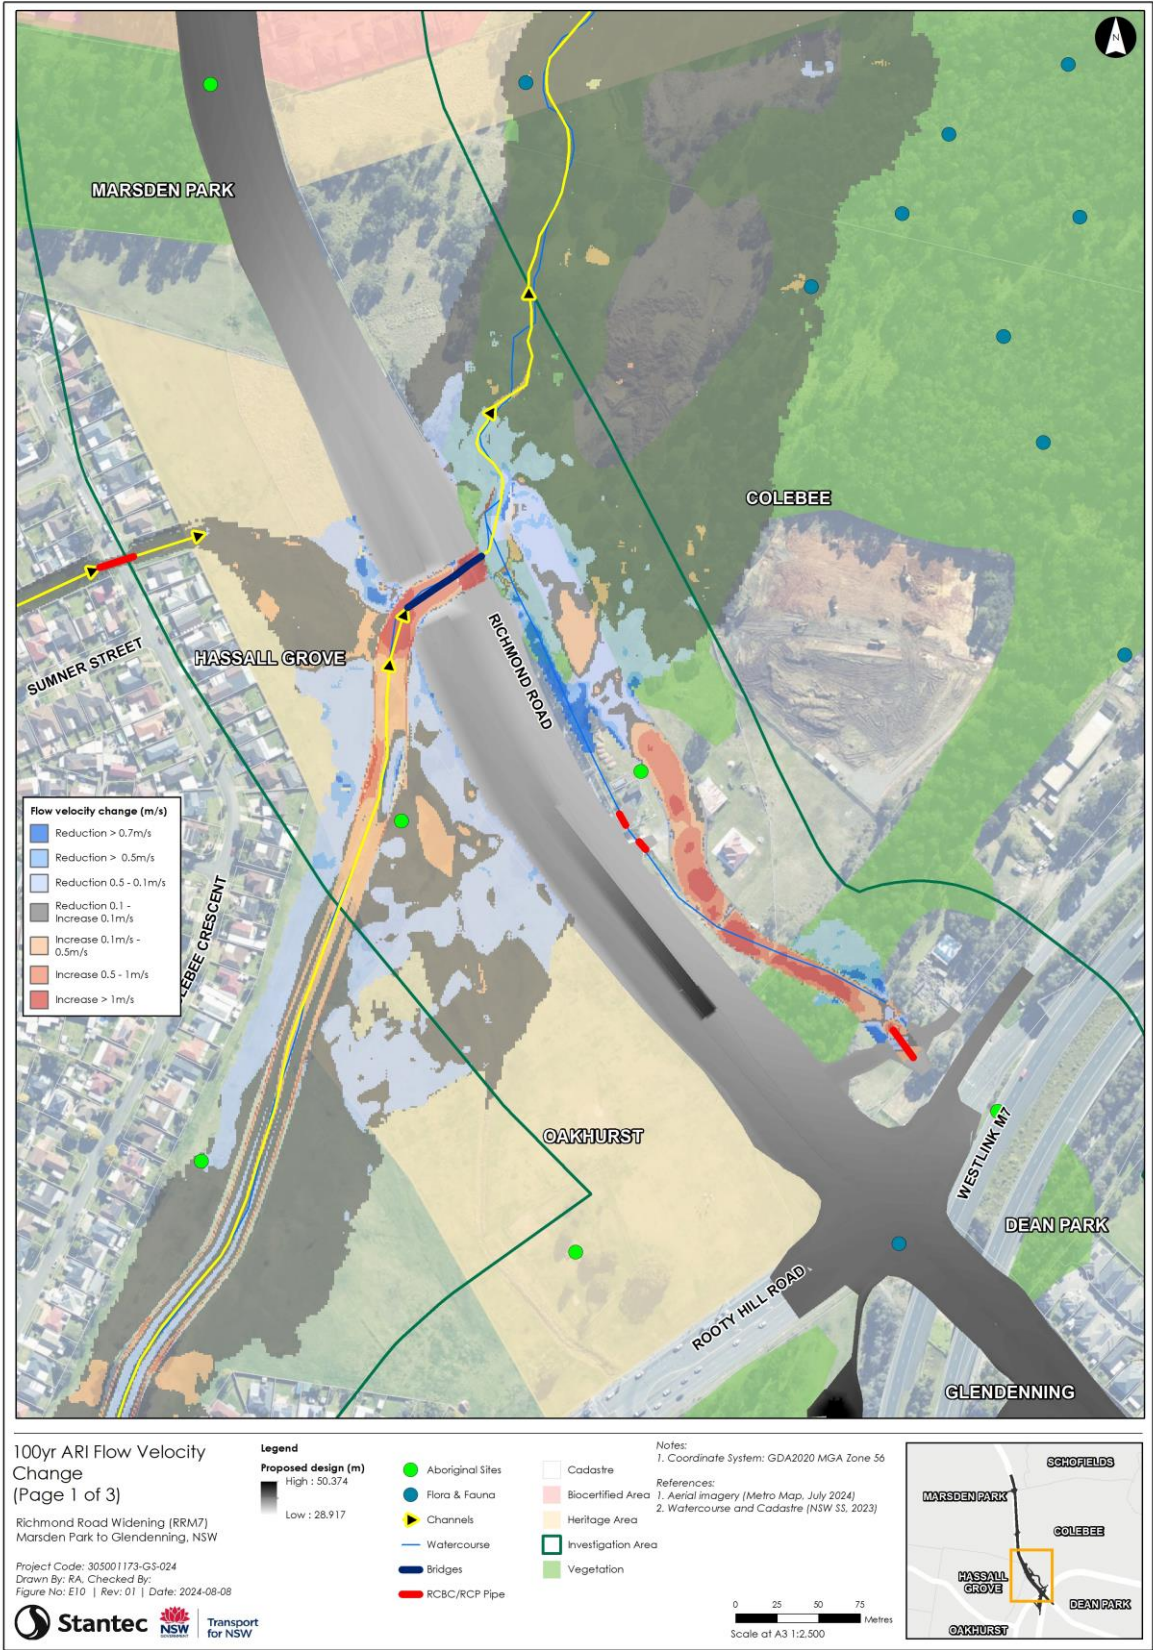 N
MARSDEN PARK
COLEBEE
RICHMOND ROAD
SUMNER STREET
HASSALL GROVE
Flow velocity change (m/s)
Reduction > 0.7m/s
Reduction > 0.5m/s
Reduction 0.5 - 0.1m/s
Reduction 0.1 -
Increase 0.1m/s
Increase 0.1m/s -
0.5m/s
Increase 0.5 - 1m/s
Increase > 1m/s
LEBEE CRESCENT
OAKHURST
WESTLINK M7
DEAN PARK
ROOTY HILL ROAD
GLENDENNING
100yr ARI Flow Velocity
Change
(Page 1 of 3)
Richmond Road Widening (RRM7)
Marsden Park to Glendenning, NSW
Project Code: 305001173-GS-024
Drawn By: RA, Checked By:
Figure No: E10 | Rev: 01 | Date: 2024-08-08
Stantec
NSW
GOVERNMENT
Transport
for NSW
Legend
Proposed design (m)
High : 50.374
Low : 28.917
Aboriginal Sites
Flora & Fauna
Channels
Watercourse
Bridges
RCBC/RCP Pipe
Cadastre
Biocertified Area
Heritage Area
Investigation Area
Vegetation
Notes:
1. Coordinate System: GDA2020 MGA Zone 56
References:
1. Aerial imagery (Metro Map, July 2024)
2. Watercourse and Cadastre (NSW SS, 2023)
0 25 50 75
Metres
Scale at A3 1:2,500
SCHOFIELDS
MARSDEN PARK
COLEBEE
HASSALL
GROVE
DEAN PARK
OAKHURST